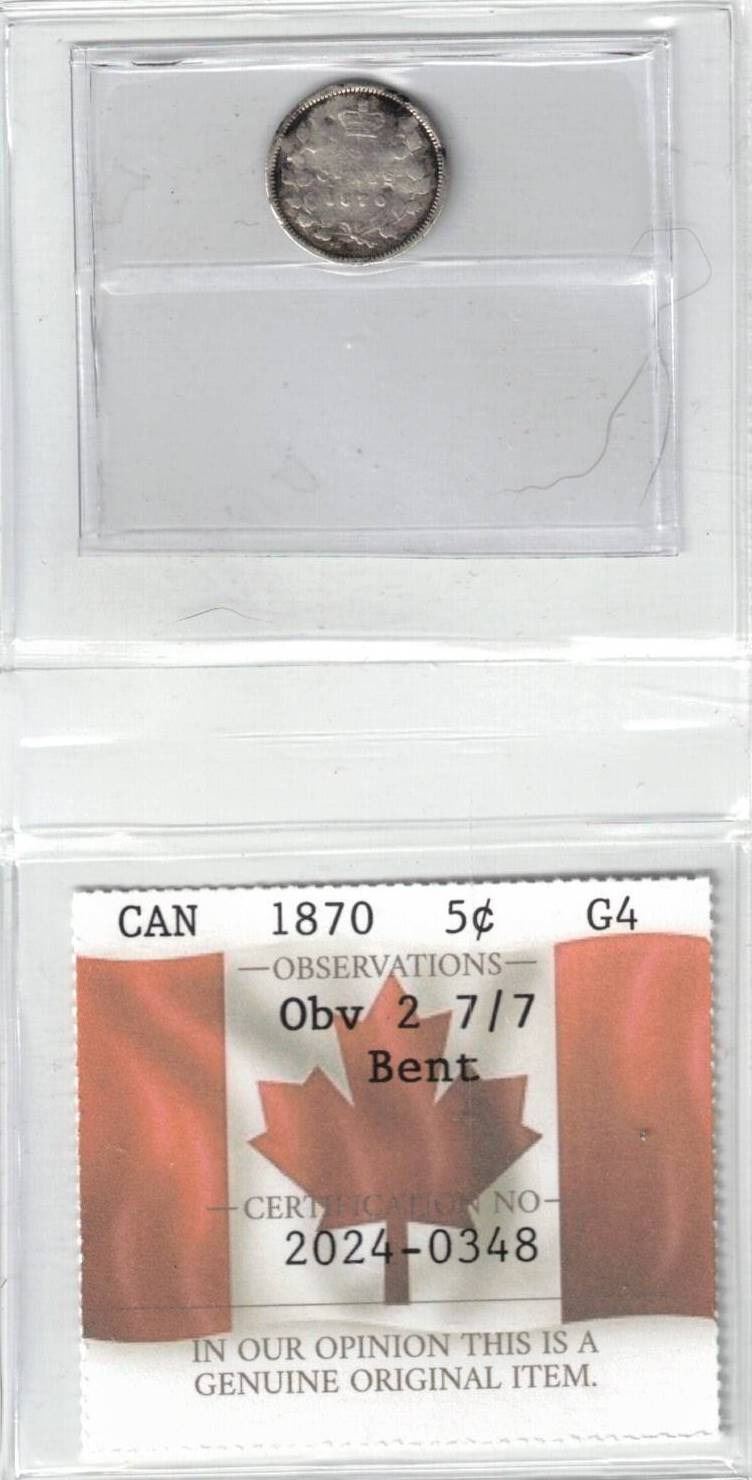 1870
CAN 1870 5¢ G4
OBSERVATIONS
Obv 2 7/7
Bent
CERTIFICATION NO
2024-0348
IN OUR OPINION THIS IS A
GENUINE ORIGINAL ITEM.